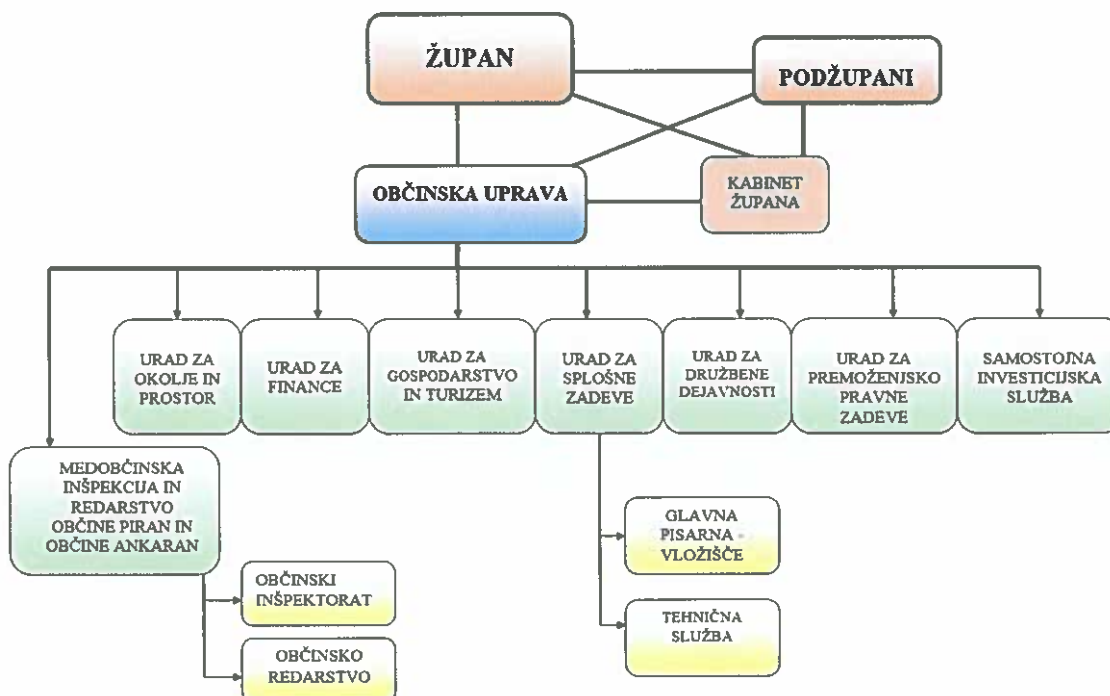 ŽUPAN
PODŽUPANI
OBČINSKA UPRAVA
KABINET
ŽUPANA
URAD ZA
OKOLJE IN
PROSTOR
URAD ZA
FINANCE
URAD ZA
GOSPODARSTVO
IN TURIZEM
URAD ZA
SPLOŠNE
ZADEVE
URAD ZA
DRUŽBENE
DEJAVNOSTI
URAD ZA
PREMOŽENJSKO
PRAVNE
ZADEVE
SAMOSTOJNA
INVESTICIJSKA
SLUŽBA
MEDOBČINSKA
INŠPEKCIJA IN
REDARSTVO
OBČINE PIRAN IN
OBČINE ANKARAN
GLAVNA
PISARNA -
VLOŽIŠČE
OBČINSKI
INŠPEKTORAT
TEHNIČNA
SLUŽBA
OBČINSKO
REDARSTVO